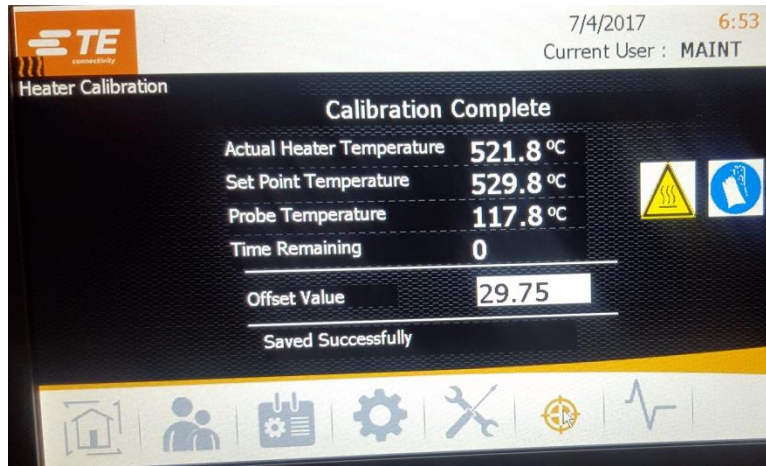 TE
connectivity
7/4/2017 6:53
Current User : MAINT
Heater Calibration
Calibration Complete
Actual Heater Temperature 521.8 ºC
Set Point Temperature 529.8 ºC
Probe Temperature 117.8 ºC
Time Remaining 0
Offset Value 29.75
Saved Successfully